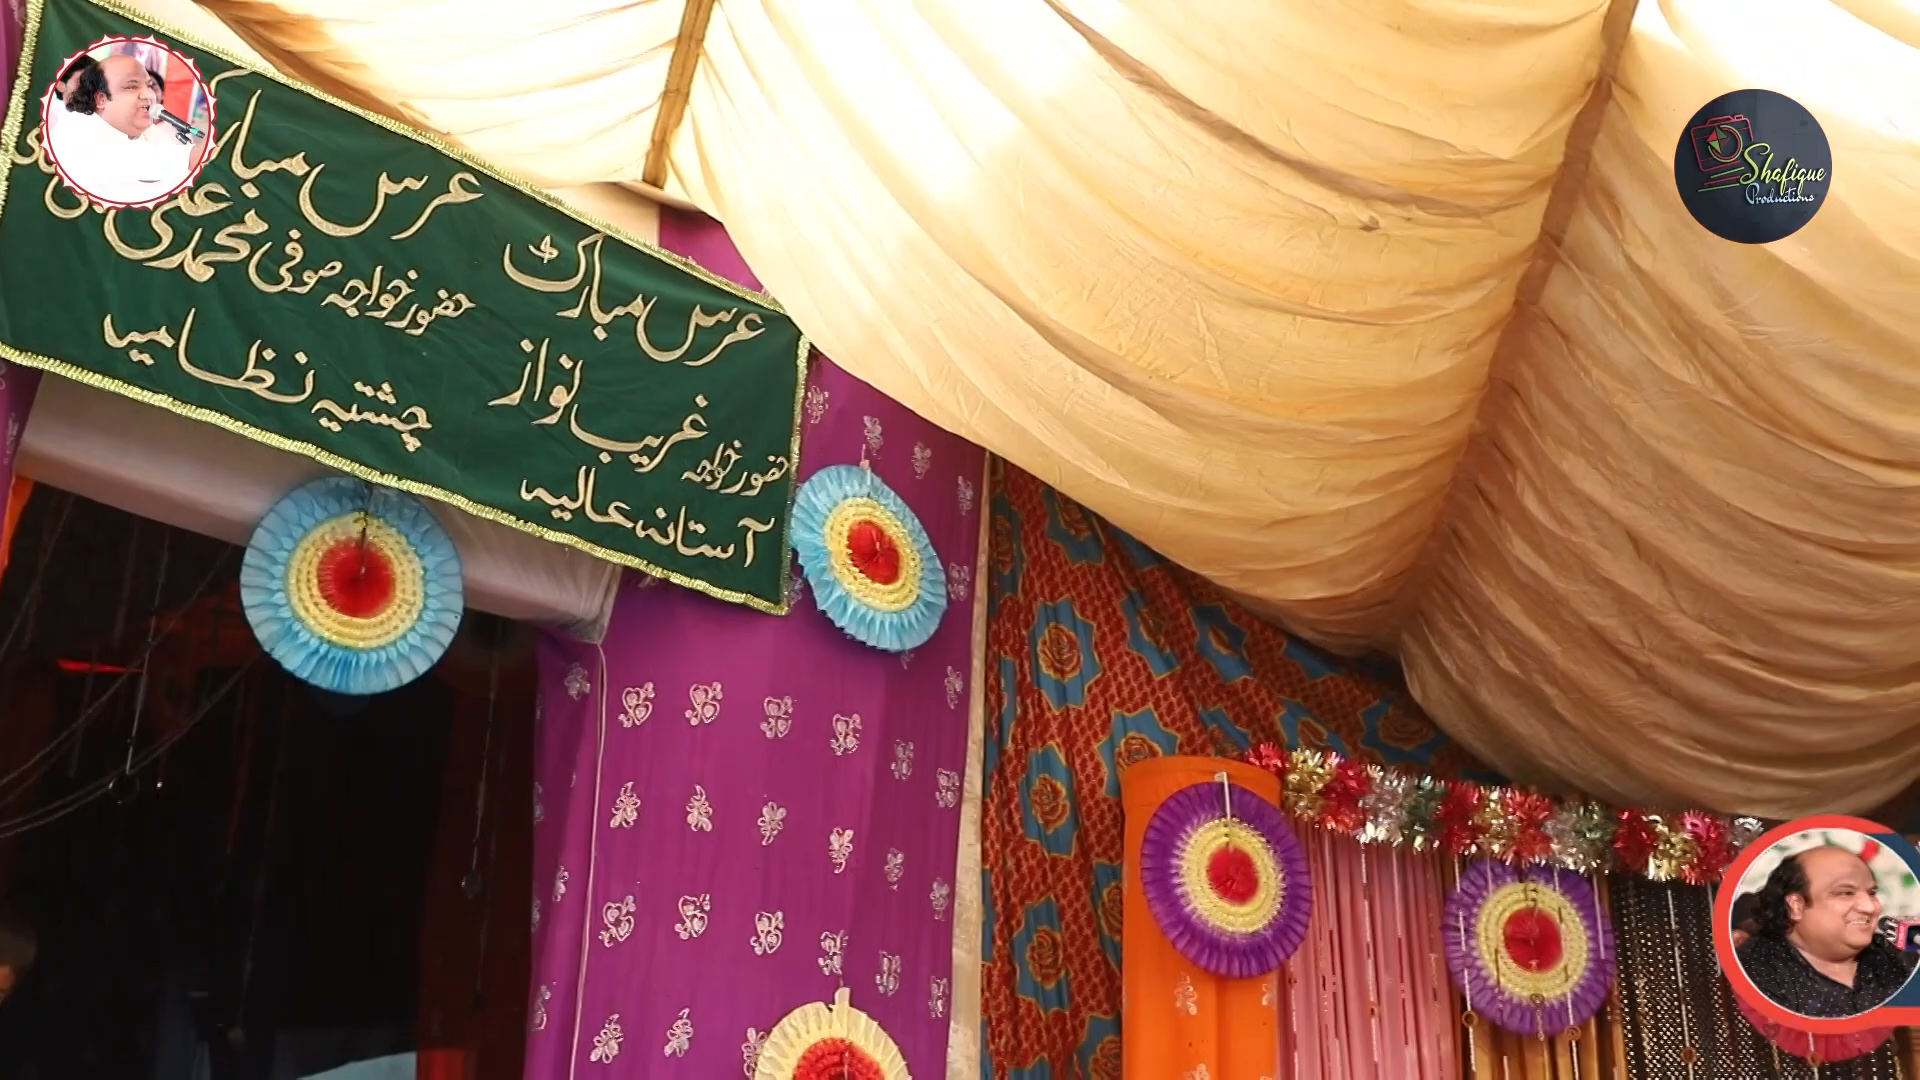 عرس مبارک
حضور خواجہ غریب نواز
آستانہ عالیہ
عرس مبارک
حضور خواجہ صوفی محمد علی
چشتیہ نظامیہ
Shafique
Productions